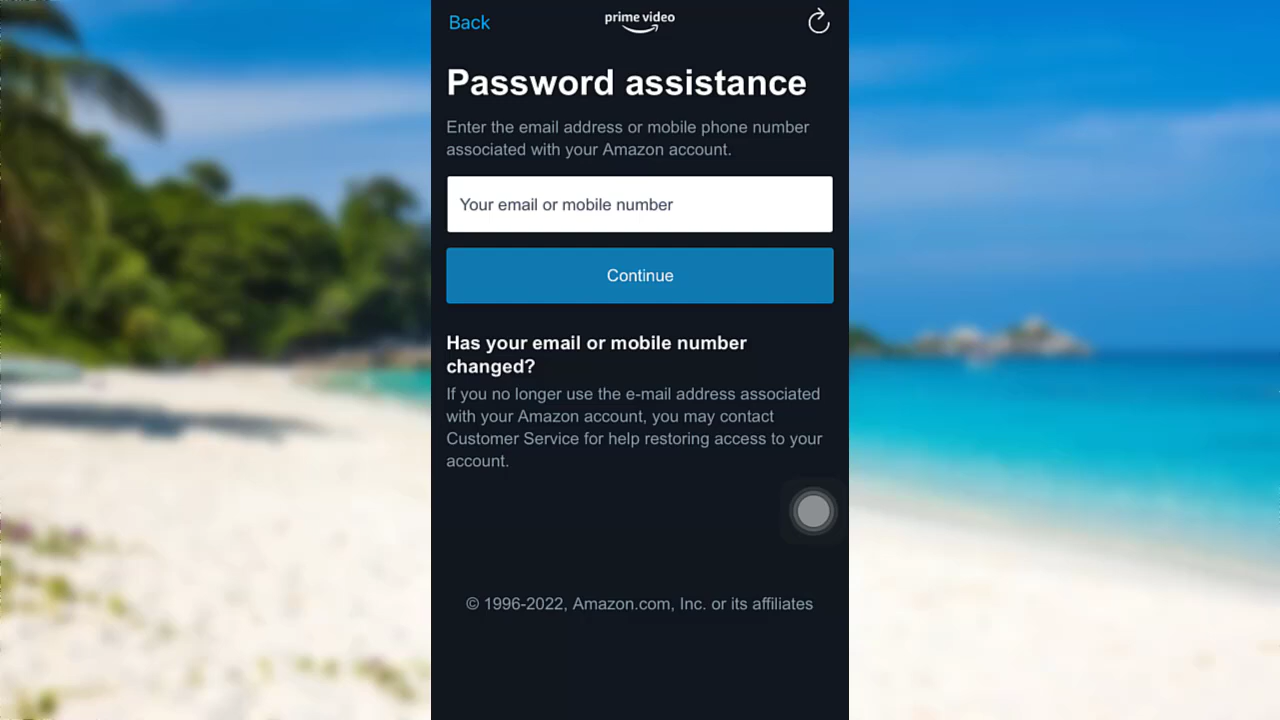 Back
prime video
Password assistance
Enter the email address or mobile phone number
associated with your Amazon account.
Your email or mobile number
Continue
Has your email or mobile number
changed?
If you no longer use the e-mail address associated
with your Amazon account, you may contact
Customer Service for help restoring access to your
account.
© 1996-2022, Amazon.com, Inc. or its affiliates